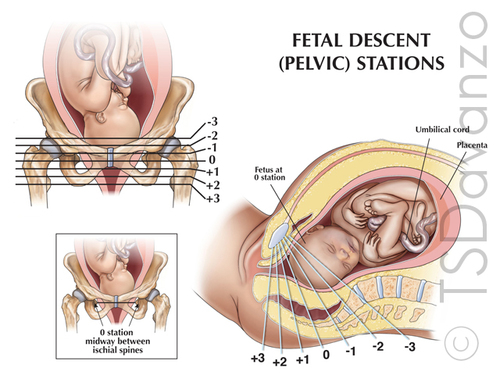 FETAL DESCENT
(PELVIC) STATIONS
-3
-2
-1
0
+1
+2
+3
Umbilical cord
Placenta
Fetus at
0 station
0 station
midway between
ischial spines
+3 +2 +1 0 -1 -2 -3
© TSDavanzo